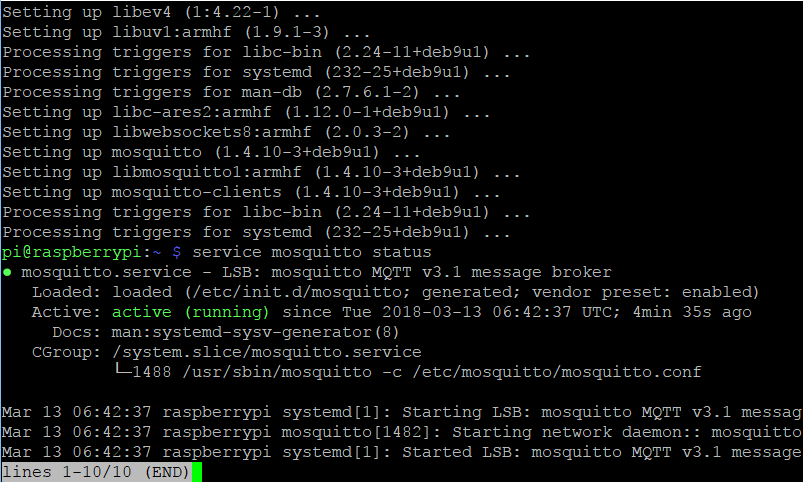 Setting up libev4 (1:4.22-1) ...
Setting up libuv1:armhf (1.9.1-3) ...
Processing triggers for libc-bin (2.24-11+deb9u1) ...
Processing triggers for systemd (232-25+deb9u1) ...
Processing triggers for man-db (2.7.6.1-2) ...
Setting up libc-ares2:armhf (1.12.0-1+deb9u1) ...
Setting up libwebsockets8:armhf (2.0.3-2) ...
Setting up mosquitto (1.4.10-3+deb9u1) ...
Setting up libmosquitto1:armhf (1.4.10-3+deb9u1) ...
Setting up mosquitto-clients (1.4.10-3+deb9u1) ...
Processing triggers for libc-bin (2.24-11+deb9u1) ...
Processing triggers for systemd (232-25+deb9u1) ...
pi@raspberrypi:~ $ service mosquitto status
● mosquitto.service - LSB: mosquitto MQTT v3.1 message broker
   Loaded: loaded (/etc/init.d/mosquitto; generated; vendor preset: enabled)
   Active: active (running) since Tue 2018-03-13 06:42:37 UTC; 4min 35s ago
     Docs: man:systemd-sysv-generator(8)
   CGroup: /system.slice/mosquitto.service
           └─1488 /usr/sbin/mosquitto -c /etc/mosquitto/mosquitto.conf

Mar 13 06:42:37 raspberrypi systemd[1]: Starting LSB: mosquitto MQTT v3.1 messag
Mar 13 06:42:37 raspberrypi mosquitto[1482]: Starting network daemon:: mosquitto
Mar 13 06:42:37 raspberrypi systemd[1]: Started LSB: mosquitto MQTT v3.1 message
lines 1-10/10 (END)